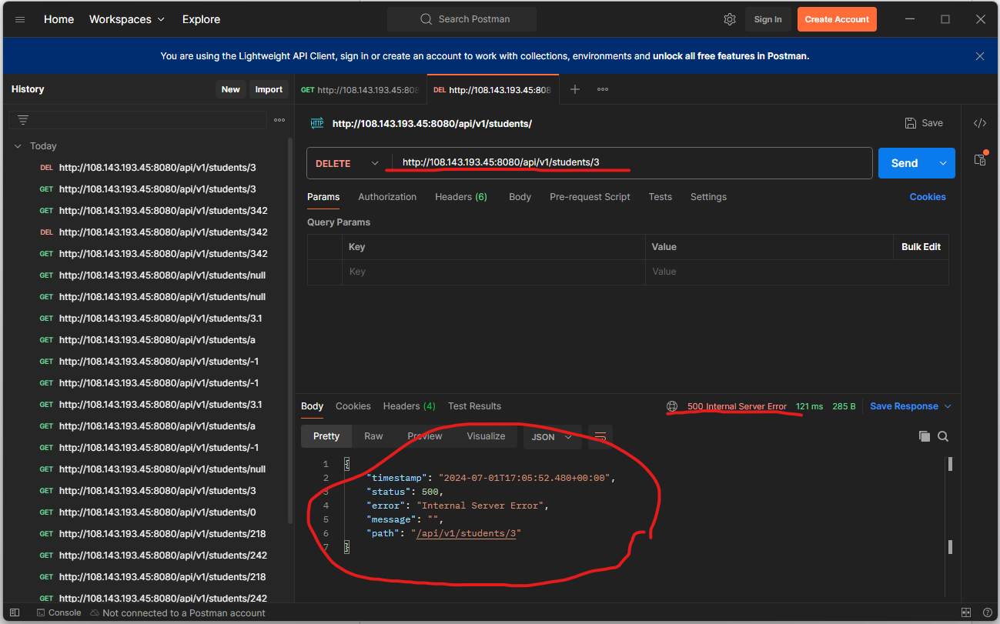 Home Workspaces Explore Search Postman Sign In Create Account
You are using the Lightweight API Client, sign in or create an account to work with collections, environments and unlock all free features in Postman.
History New Import
Today
DEL http://108.143.193.45:8080/api/v1/students/3
GET http://108.143.193.45:8080/api/v1/students/3
GET http://108.143.193.45:8080/api/v1/students/342
DEL http://108.143.193.45:8080/api/v1/students/342
GET http://108.143.193.45:8080/api/v1/students/342
GET http://108.143.193.45:8080/api/v1/students/null
GET http://108.143.193.45:8080/api/v1/students/null
GET http://108.143.193.45:8080/api/v1/students/3.1
GET http://108.143.193.45:8080/api/v1/students/a
GET http://108.143.193.45:8080/api/v1/students/-1
GET http://108.143.193.45:8080/api/v1/students/-1
GET http://108.143.193.45:8080/api/v1/students/3.1
GET http://108.143.193.45:8080/api/v1/students/a
GET http://108.143.193.45:8080/api/v1/students/-1
GET http://108.143.193.45:8080/api/v1/students/null
GET http://108.143.193.45:8080/api/v1/students/3
GET http://108.143.193.45:8080/api/v1/students/0
GET http://108.143.193.45:8080/api/v1/students/218
GET http://108.143.193.45:8080/api/v1/students/242
GET http://108.143.193.45:8080/api/v1/students/218
GET http://108.143.193.45:8080/api/v1/students/242
GET http://108.143.193.45:808 DEL http://108.143.193.45:808
HTTP http://108.143.193.45:8080/api/v1/students/ Save
DELETE http://108.143.193.45:8080/api/v1/students/3 Send
Params Authorization Headers (6) Body Pre-request Script Tests Settings Cookies
Query Params
Key Value Bulk Edit
Key Value
Body Cookies Headers (4) Test Results 500 Internal Server Error 121 ms 285 B Save Response
Pretty Raw Preview Visualize JSON
1 {
2 "timestamp": "2024-07-01T17:05:52.480+00:00",
3 "status": 500,
4 "error": "Internal Server Error",
5 "message": "",
6 "path": "/api/v1/students/3"
7 }
Console Not connected to a Postman account